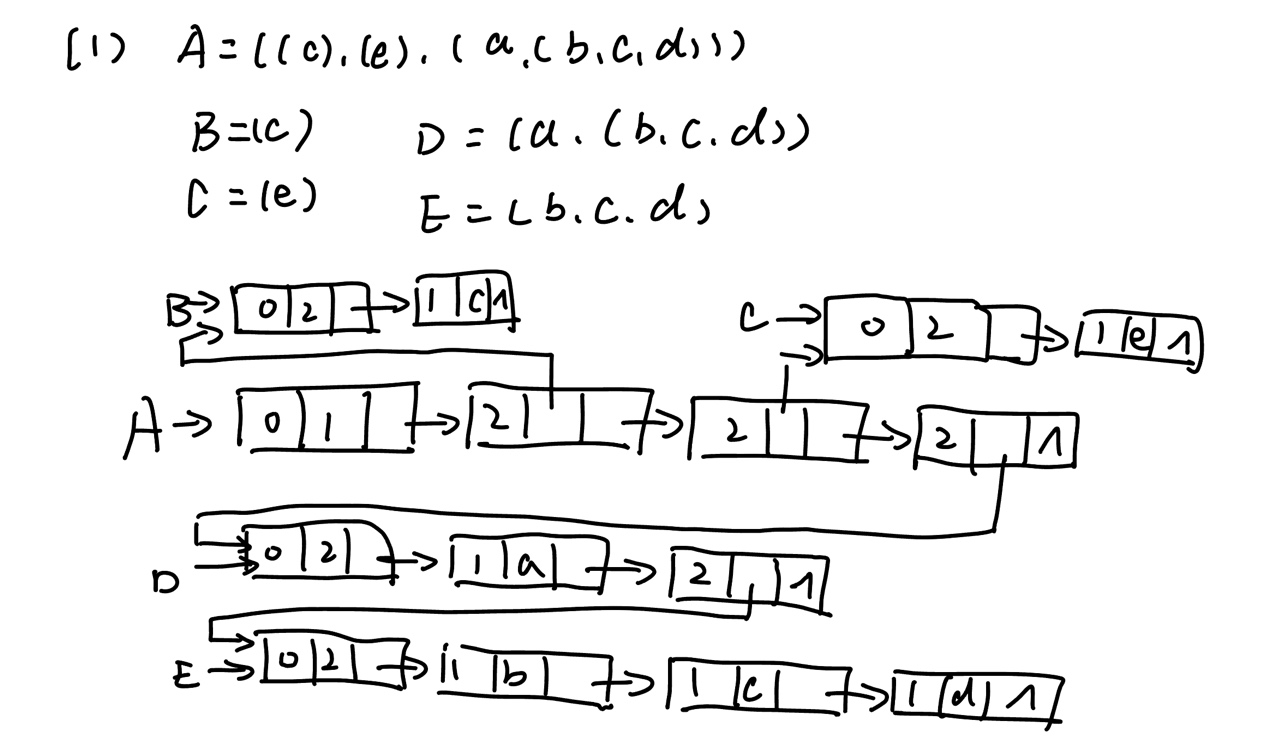 (1) A=((c).(e).(a.(b.c.d)))
B=(c) D=(a.(b.c.d))
C=(e) E=(b.c.d)
B→ 0 2 → 1 c ∧
C→ 0 2 → 1 e ∧
A→ 0 1 → 2 → 2 → 2 ∧
D 0 2 → 1 a → 2 ∧
E→ 0 2 → 1 b → 1 c → 1 d ∧